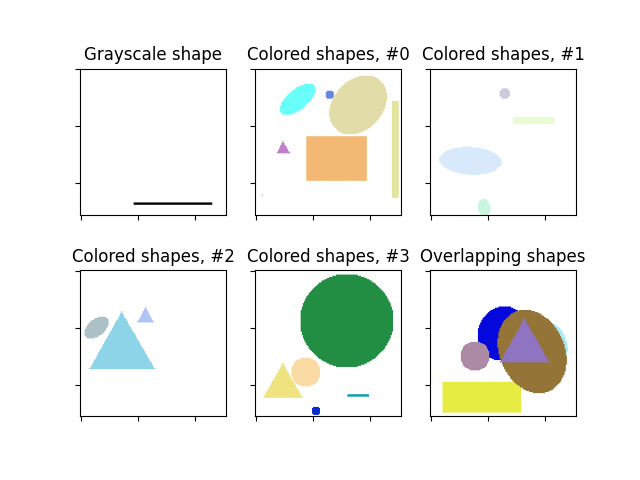 Grayscale shape
Colored shapes, #0
Colored shapes, #1
Colored shapes, #2
Colored shapes, #3
Overlapping shapes